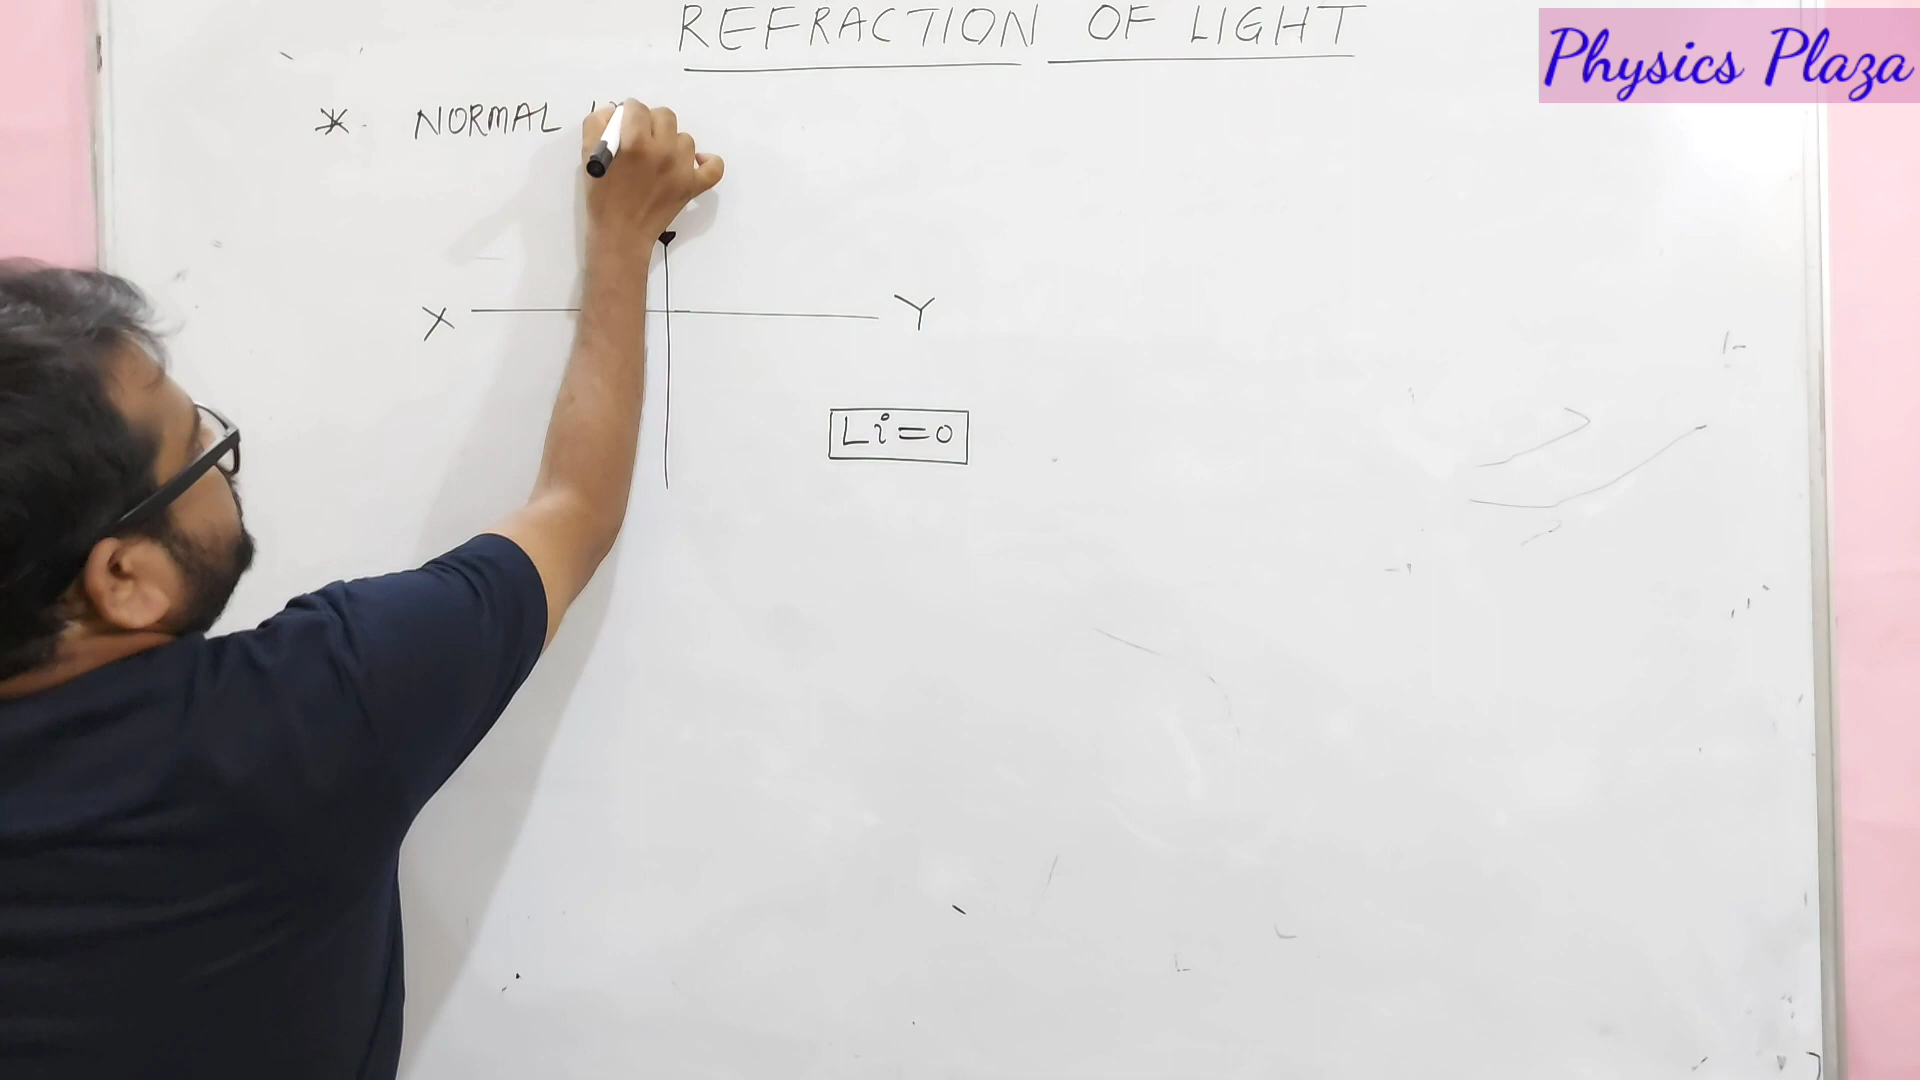 REFRACTION OF LIGHT
Physics Plaza
* NORMAL
X Y
∠i=0